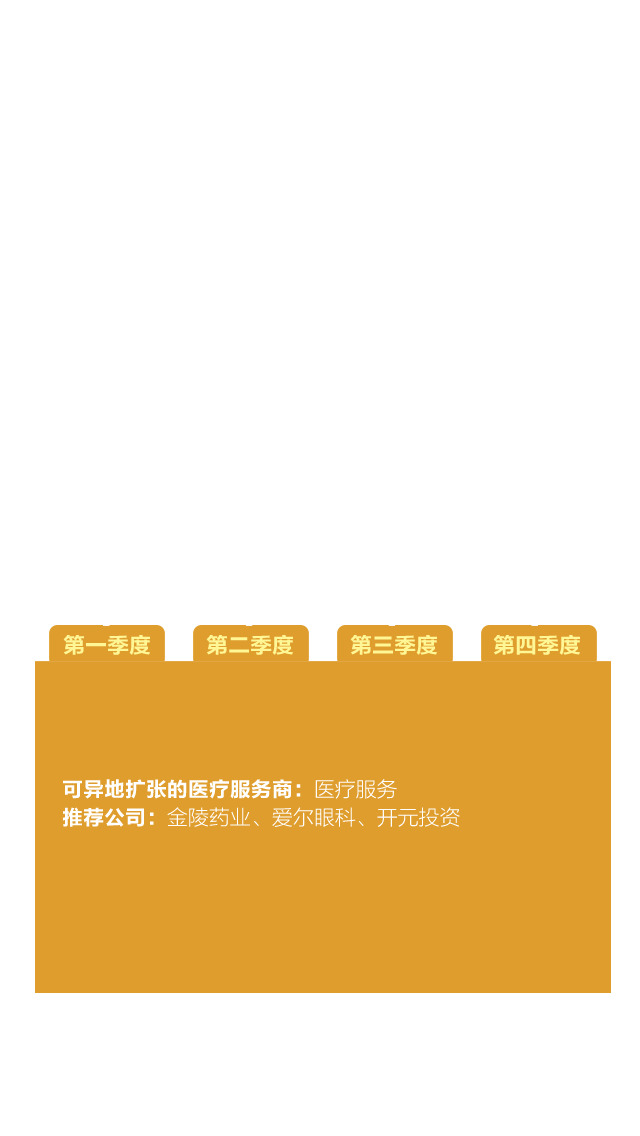 第一季度 第二季度 第三季度 第四季度
可异地扩张的医疗服务商：医疗服务
推荐公司：金陵药业、爱尔眼科、开元投资